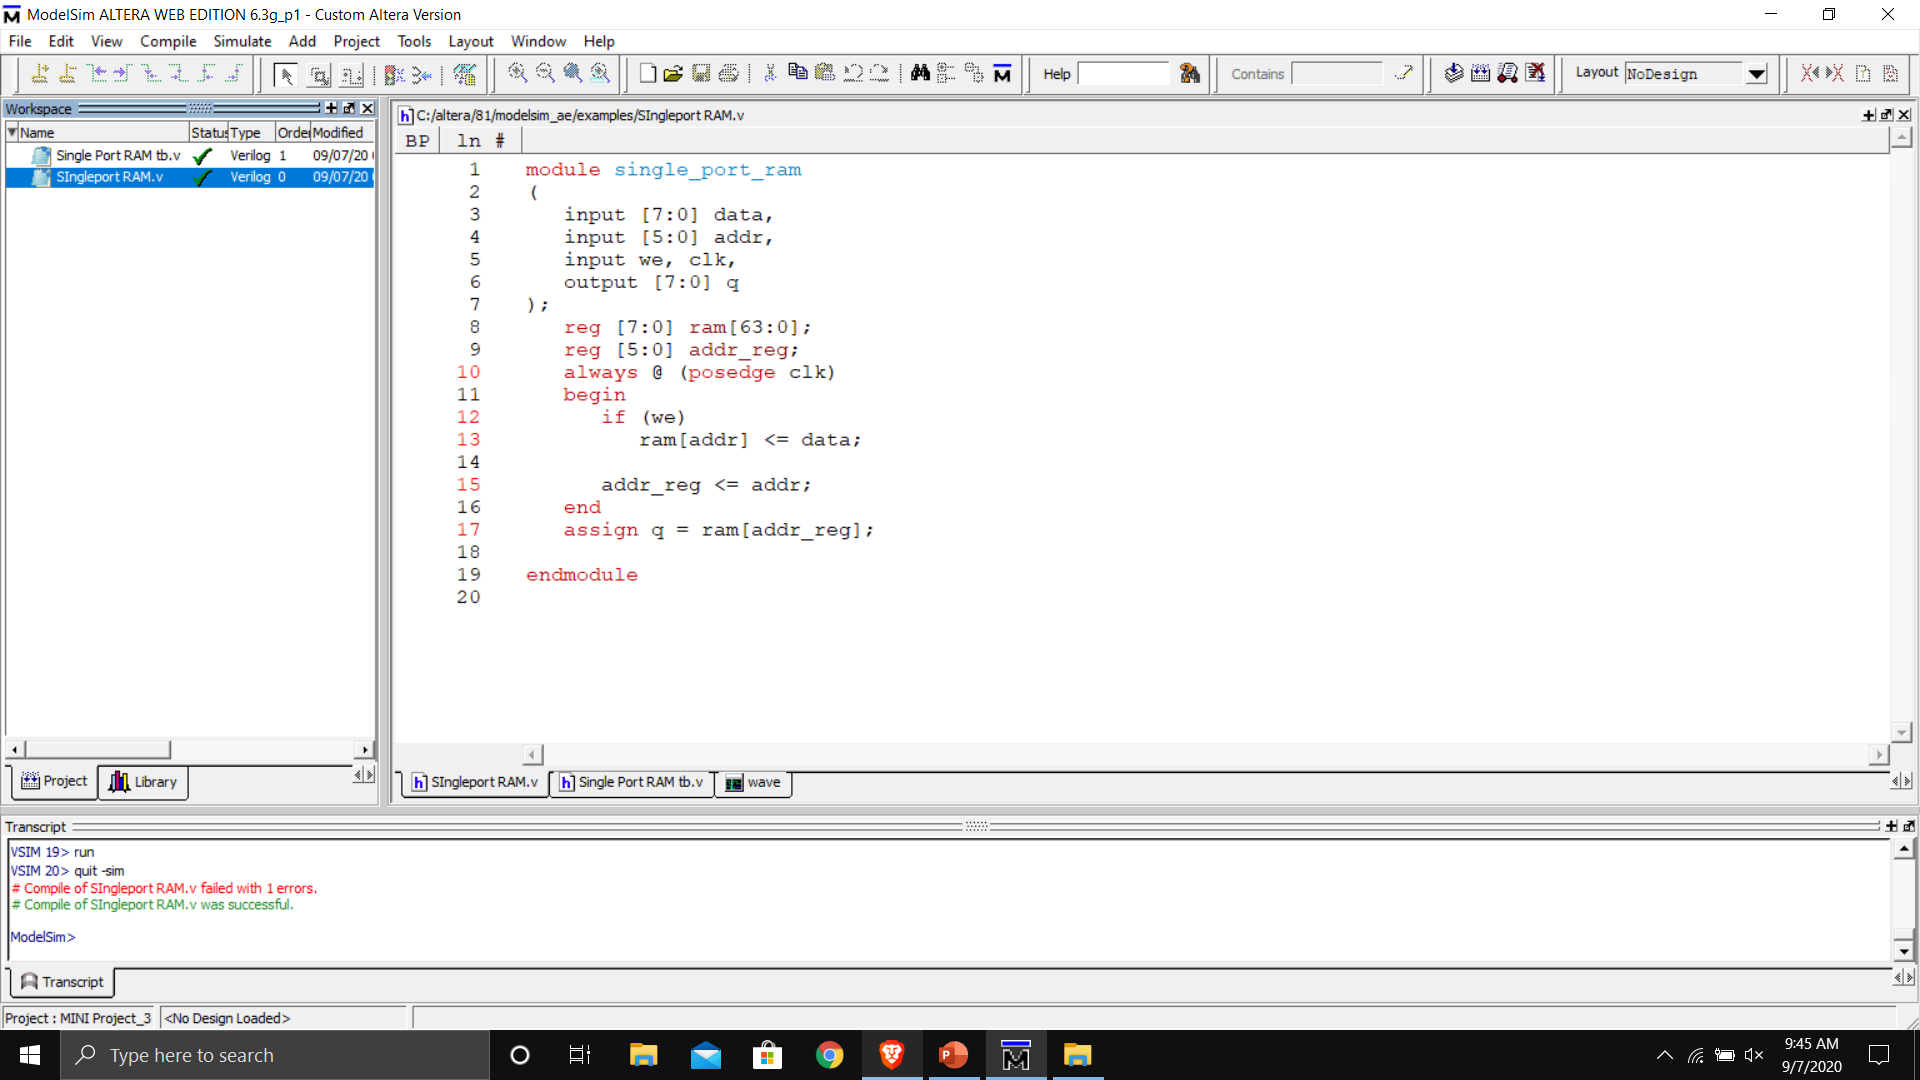 ModelSim ALTERA WEB EDITION 6.3g_p1 - Custom Altera Version
File Edit View Compile Simulate Add Project Tools Layout Window Help
Help Contains Layout NoDesign
Workspace
Name Status Type Order Modified
Single Port RAM tb.v Verilog 1 09/07/20
SIngleport RAM.v Verilog 0 09/07/20
Project Library
C:/altera/81/modelsim_ae/examples/SIngleport RAM.v
BP ln #
1 module single_port_ram
2 (
3 input [7:0] data,
4 input [5:0] addr,
5 input we, clk,
6 output [7:0] q
7 );
8 reg [7:0] ram[63:0];
9 reg [5:0] addr_reg;
10 always @ (posedge clk)
11 begin
12 if (we)
13 ram[addr] <= data;
14
15 addr_reg <= addr;
16 end
17 assign q = ram[addr_reg];
18
19 endmodule
20
SIngleport RAM.v Single Port RAM tb.v wave
Transcript
VSIM 19> run
VSIM 20> quit -sim
# Compile of SIngleport RAM.v failed with 1 errors.
# Compile of SIngleport RAM.v was successful.
ModelSim>
Transcript
Project : MINI Project_3 <No Design Loaded>
Type here to search
9:45 AM
9/7/2020